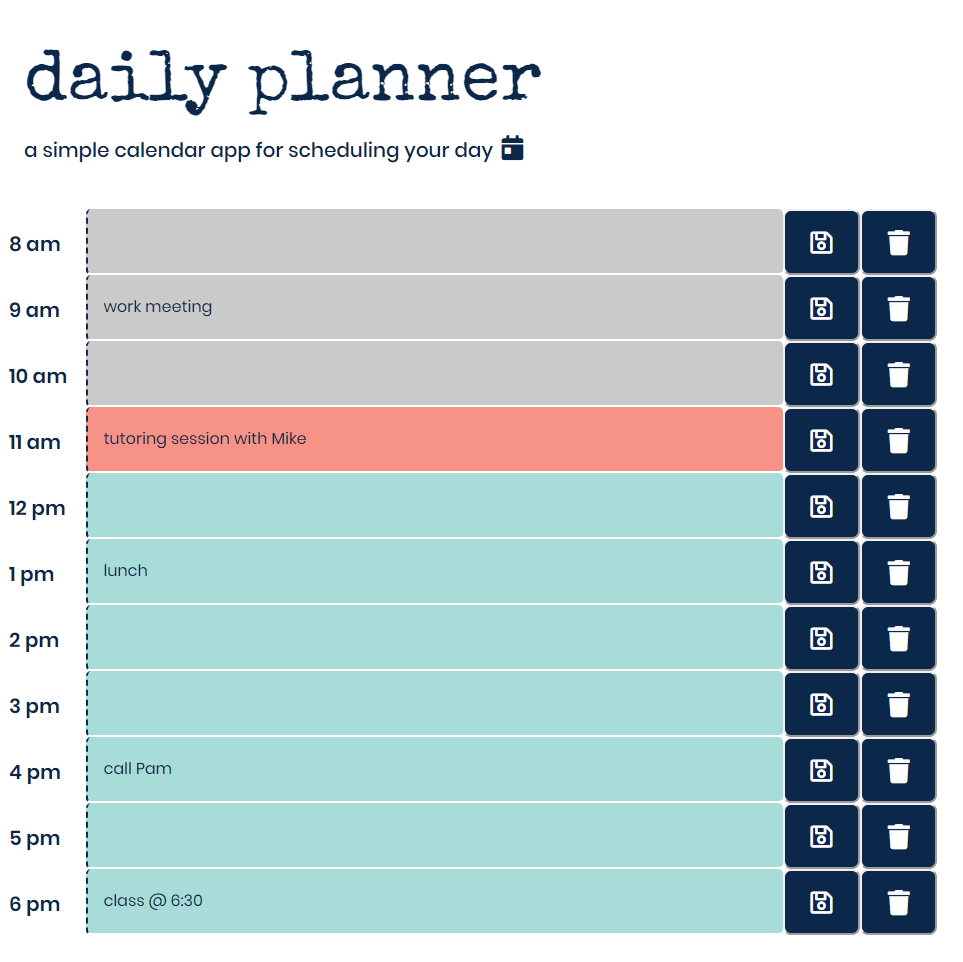 daily planner
a simple calendar app for scheduling your day
8 am
9 am work meeting
10 am
11 am tutoring session with Mike
12 pm
1 pm lunch
2 pm
3 pm
4 pm call Pam
5 pm
6 pm class @ 6:30